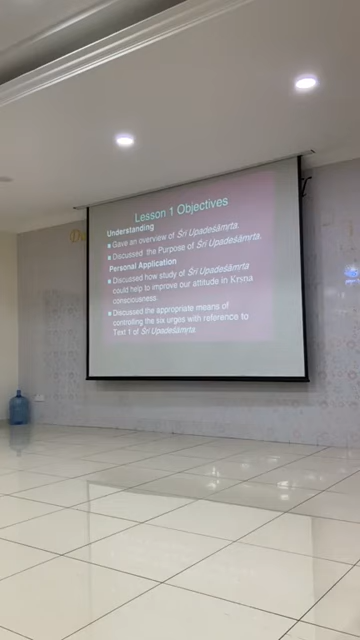 Lesson 1 Objectives
Understanding
Gave an overview of Śrī Upadeśāmṛta.
Discussed the Purpose of Śrī Upadeśāmṛta.
Personal Application
Discussed how study of Śrī Upadeśāmṛta
could help to improve our attitude in Kṛṣṇa
consciousness
Discussed the appropriate means of
controlling the six urges with reference to
Text 1 of Śrī Upadeśāmṛta.